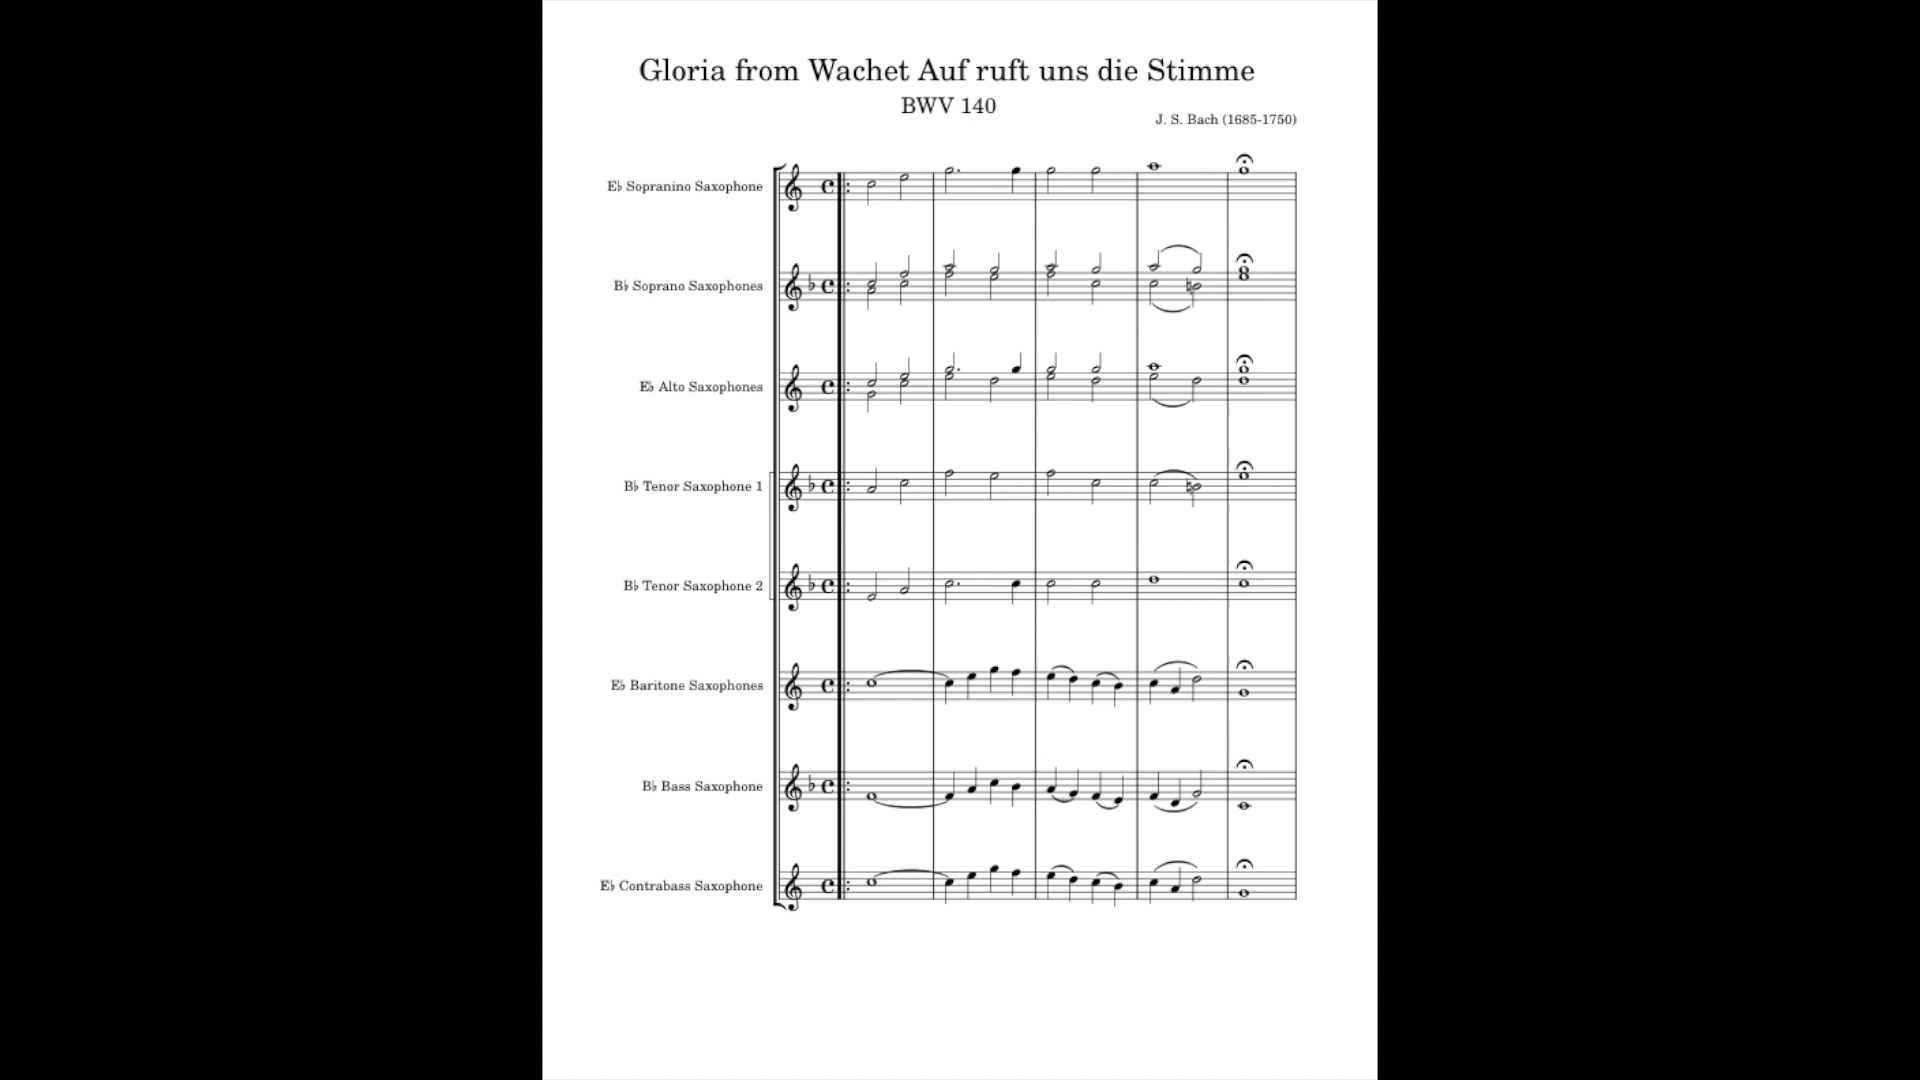 Gloria from Wachet Auf ruft uns die Stimme
BWV 140
J. S. Bach (1685-1750)
E♭ Sopranino Saxophone
B♭ Soprano Saxophones
E♭ Alto Saxophones
B♭ Tenor Saxophone 1
B♭ Tenor Saxophone 2
E♭ Baritone Saxophones
B♭ Bass Saxophone
E♭ Contrabass Saxophone